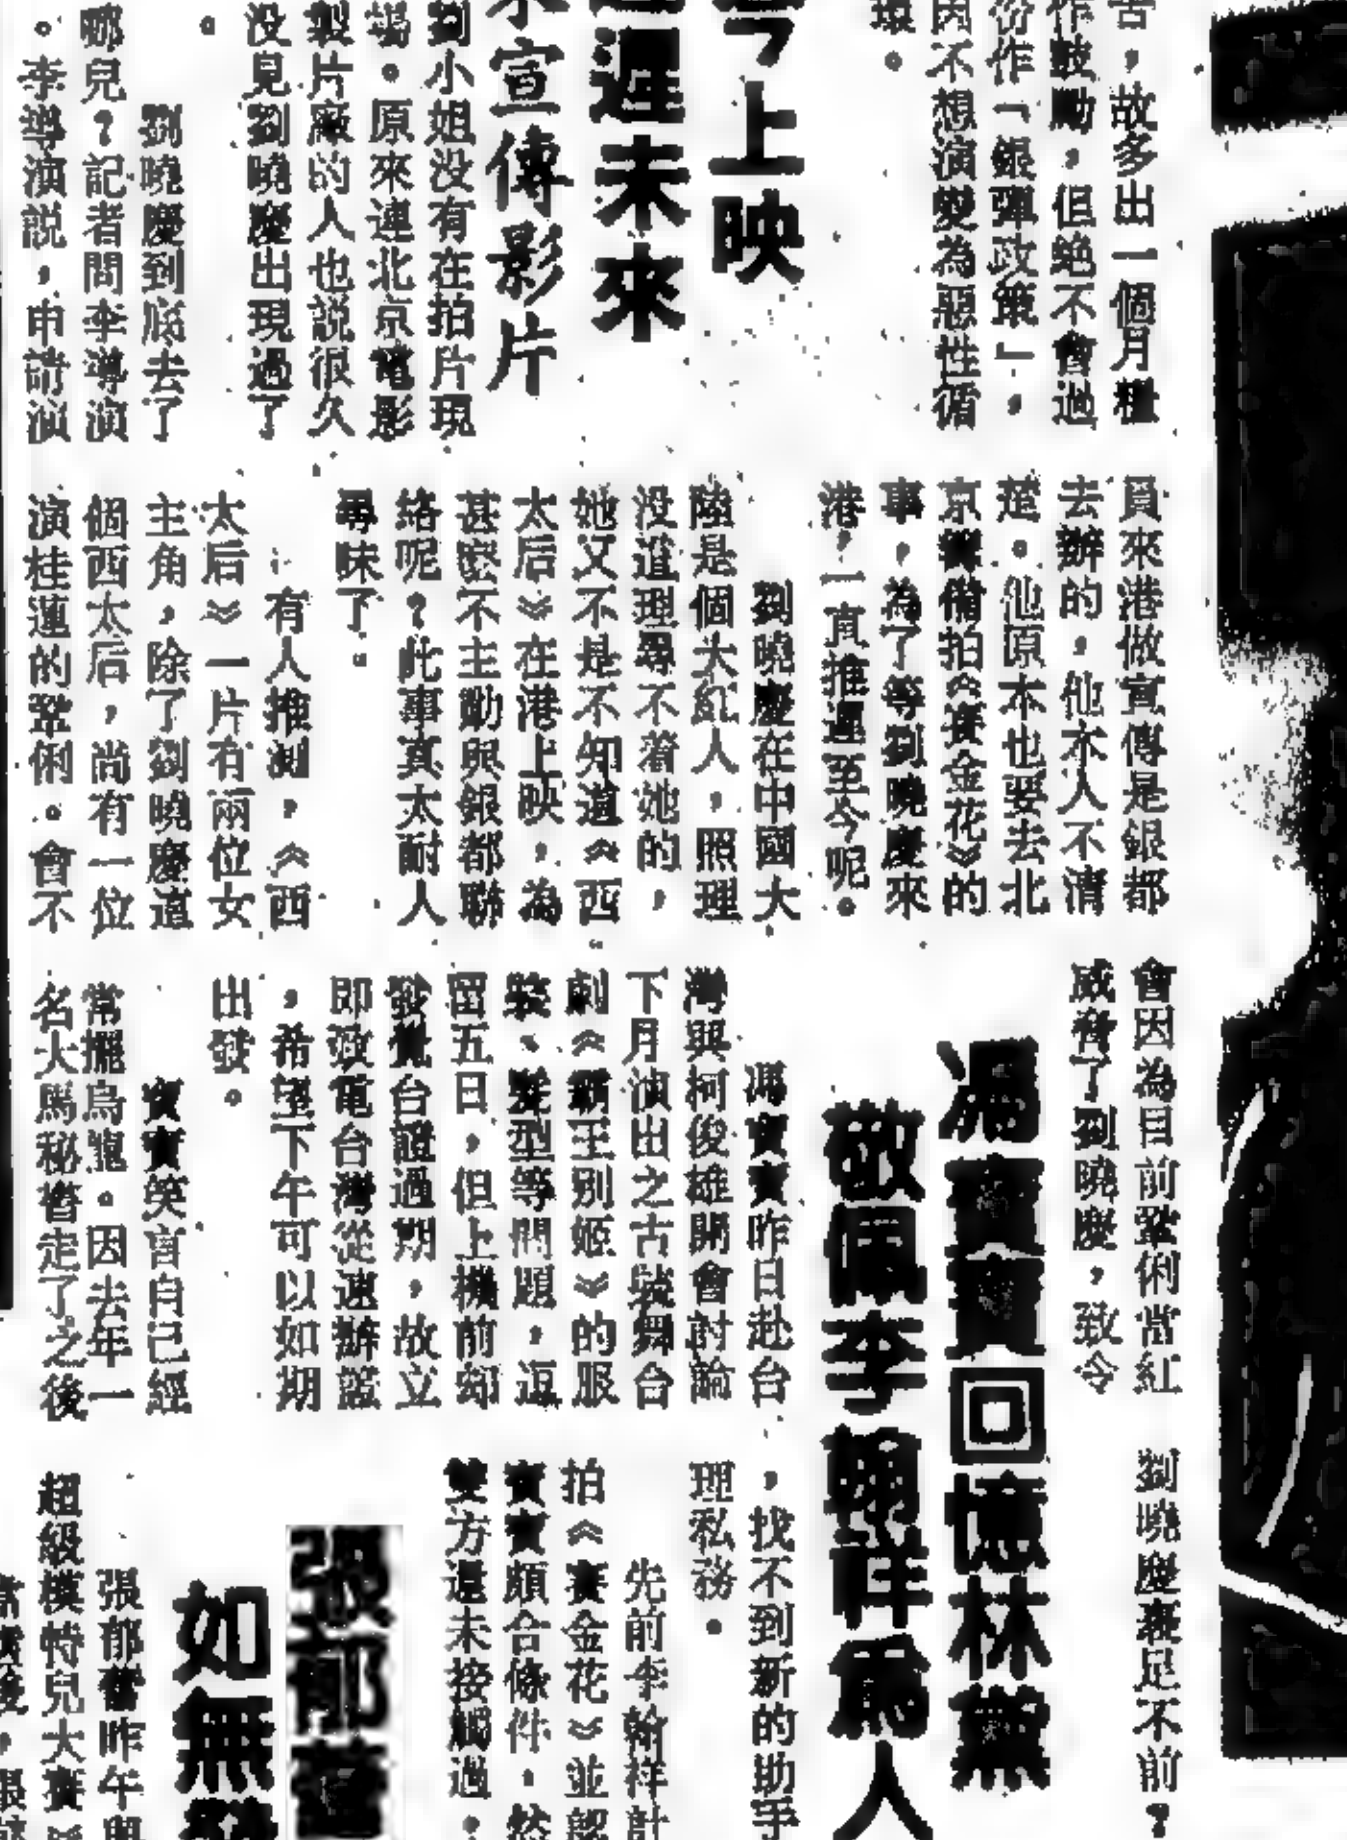 苦，故多出一個月糧
作鼓勵，但絕不會過
份作「銀彈政策」，
因不想演變為惡性循
環。
今上映
遲未來
宣傳影片
劉小姐没有在拍片現
場。原來連北京電影
製片廠的人也説很久
没見劉曉慶出現過了
。
劉曉慶到底去了
哪兒？記者問李導演
。李導演説，申請演
員來港做宣傳是銀都
去辦的，他本人不清
楚。他原本也要去北
京籌備拍《賽金花》的
事，為了等劉曉慶來
港，一直推遲至今呢。
劉曉慶在中國大
陸是個大紅人，照理
没道理尋不着她的，
她又不是不知道《西
太后》在港上映，為
甚麼不主動與銀都聯
絡呢？此事真太耐人
尋味了。
有人推測，《西
太后》一片有兩位女
主角，除了劉曉慶這
個西太后，尚有一位
演桂蓮的鞏俐。會不
會因為目前鞏俐當紅
威脅了劉曉慶，致令
劉曉慶裹足不前？
馮寶寶回憶林黛
敬佩李翰祥爲人
馮寶寶昨日赴台
灣與柯俊雄開會討論
下月演出之古裝舞台
劇《霸王别姬》的服
裝、髮型等問題，逗
留五日，但上機前却
發覺台證過期，故立
即致電台灣從速辦證
，希望下午可以如期
出發。
寶寶笑言自己經
常擺烏龍。因去年一
名大馬秘書走了之後
，找不到新的助手
理私務。
先前李翰祥計
拍《賽金花》並認
寶寶頗合條件，然
雙方還未接觸過，
張郁蕾
如無
張郁蕾昨午與
超級模特兒大賽